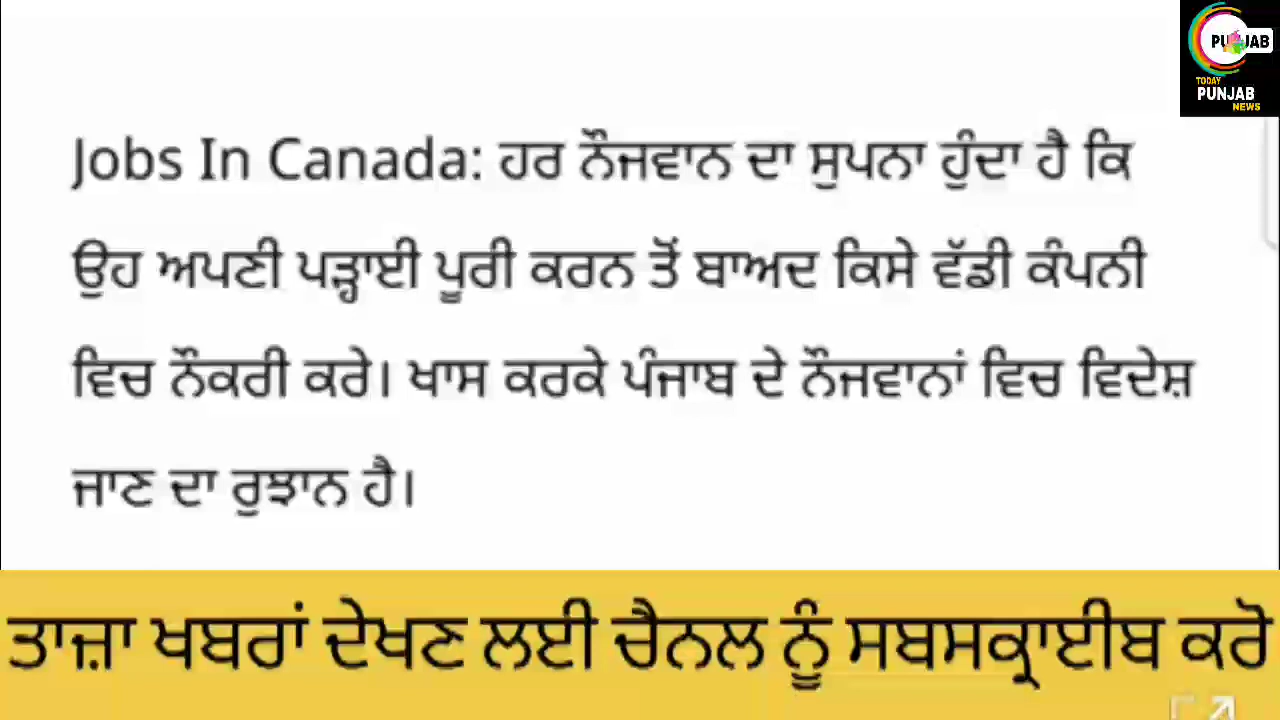 PUNJAB
TODAY
PUNJAB
NEWS
Jobs In Canada: ਹਰ ਨੌਜਵਾਨ ਦਾ ਸੁਪਨਾ ਹੁੰਦਾ ਹੈ ਕਿ
ਉਹ ਅਪਣੀ ਪੜ੍ਹਾਈ ਪੂਰੀ ਕਰਨ ਤੋਂ ਬਾਅਦ ਕਿਸੇ ਵੱਡੀ ਕੰਪਨੀ
ਵਿਚ ਨੌਕਰੀ ਕਰੇ। ਖਾਸ ਕਰਕੇ ਪੰਜਾਬ ਦੇ ਨੌਜਵਾਨਾਂ ਵਿਚ ਵਿਦੇਸ਼
ਜਾਣ ਦਾ ਰੁਝਾਨ ਹੈ।
ਤਾਜ਼ਾ ਖਬਰਾਂ ਦੇਖਣ ਲਈ ਚੈਨਲ ਨੂੰ ਸਬਸਕ੍ਰਾਈਬ ਕਰੋ